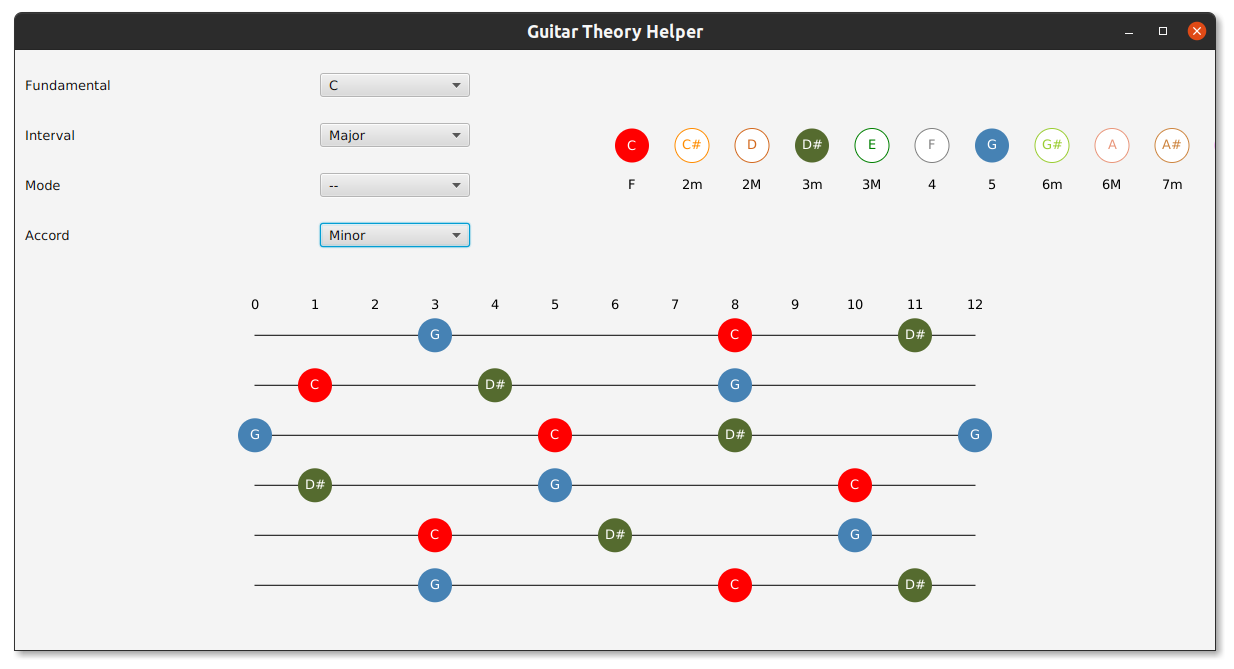 Guitar Theory Helper
Fundamental C
Interval Major
C C# D D# E F G G# A A#
Mode --
F 2m 2M 3m 3M 4 5 6m 6M 7m
Accord Minor
0 1 2 3 4 5 6 7 8 9 10 11 12
G C D#
C D# G
G C D# G
D# G C
C D# G
G C D#